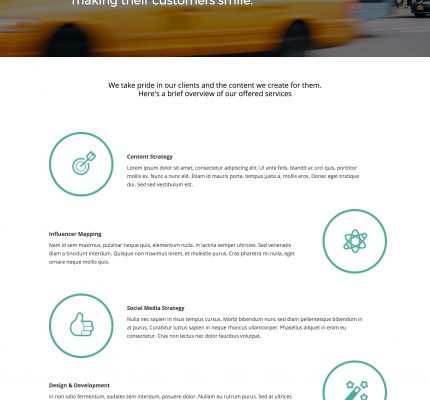 making their customers smile.
We take pride in our clients and the content we create for them.
Here's a brief overview of our offered services
Content Strategy
Lorem ipsum dolor sit amet, consectetur adipiscing elit. Ut ante felis, blandit ac orci, porttitor
mollis ex. Nunc a nunc elit. Etiam id mauris porta, tempus justo a, mollis eros. Donec eget tristique
dui. Sed sed vestibulum est.
Influencer Mapping
Nam id sem maximus, pulvinar neque quis, elementum nulla. In lacinia semper ultricies. Sed venenatis
diam a tincidunt interdum. Quisque non maximus lorem, et molestie purus. Cras pharetra mi nulla, eget
ornare neque mollis quis.
Social Media Strategy
Nulla nec sapien in risus tempus cursus. Morbi bibendum nunc sed diam pellentesque bibendum in
at purus. Curabitur luctus sapien in neque rhoncus ullamcorper. Phasellus aliquet in enim eu
consectetur. Cras non lectus nec dolor faucibus volutpat.
Design & Development
In non odio fermentum, sodales sem interdum, posuere dolor. Nullam eu rutrum purus. Sed at ultrices